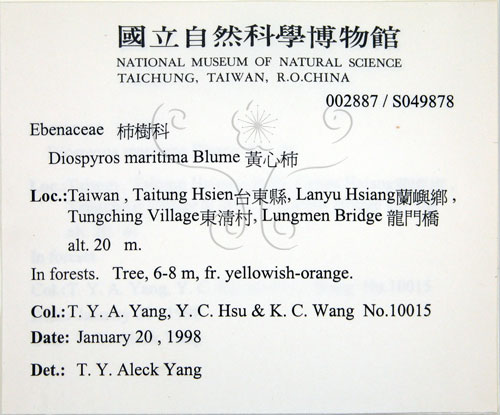 國立自然科學博物館
NATIONAL MUSEUM OF NATURAL SCIENCE
TAICHUNG, TAIWAN, R.O.CHINA
002887 / S049878
Ebenaceae 柿樹科
Diospyros maritima Blume 黃心柿
Loc.:Taiwan , Taitung Hsien台東縣, Lanyu Hsiang蘭嶼鄉 ,
Tungching Village東清村, Lungmen Bridge 龍門橋
alt. 20 m.
In forests. Tree, 6-8 m, fr. yellowish-orange.
Col.:T. Y. A. Yang, Y. C. Hsu & K. C. Wang No.10015
Date: January 20 , 1998
Det.: T. Y. Aleck Yang